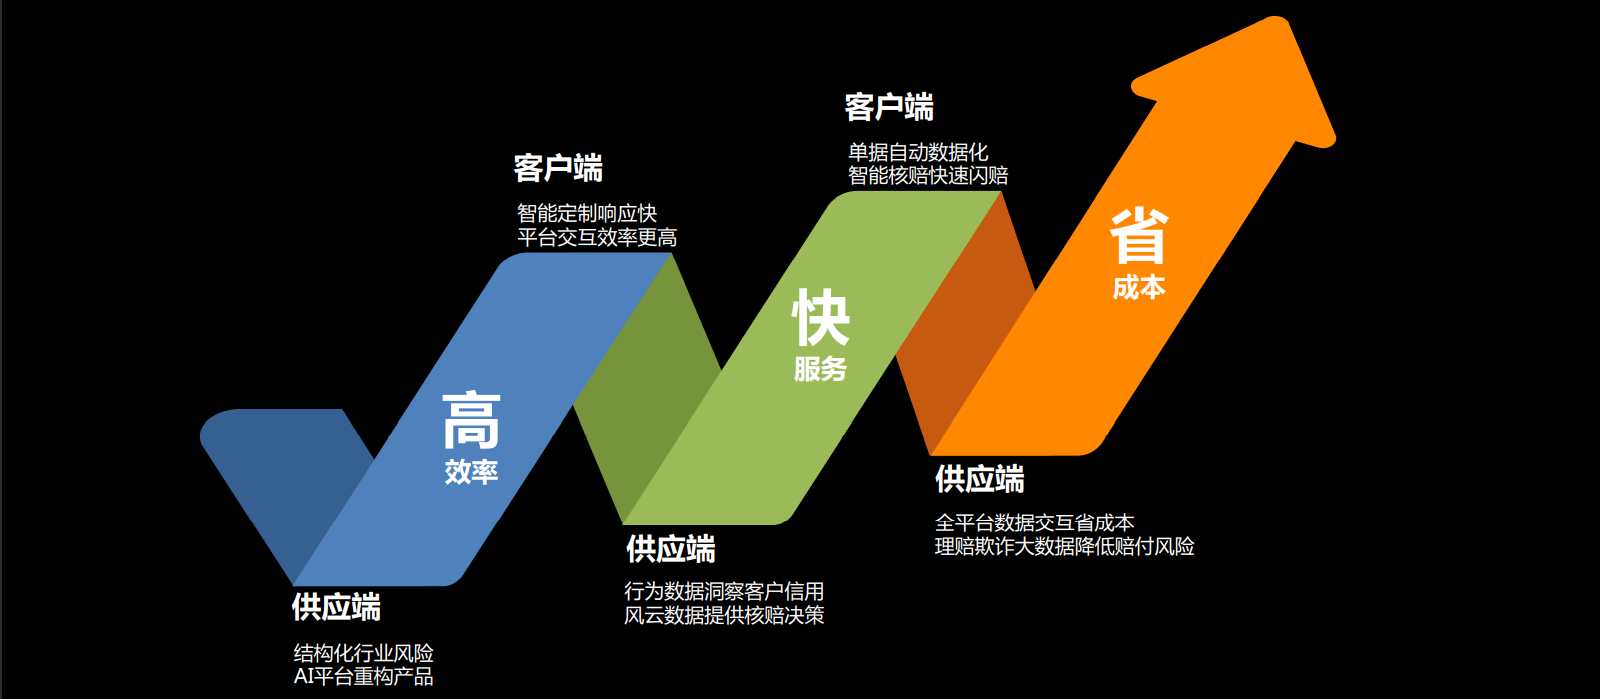 客户端
单据自动数据化
智能核赔快速闪赔
客户端
智能定制响应快
平台交互效率更高
省
成本
快
服务
高
效率
供应端
全平台数据交互省成本
理赔欺诈大数据降低赔付风险
供应端
行为数据洞察客户信用
风云数据提供核赔决策
供应端
结构化行业风险
AI平台重构产品